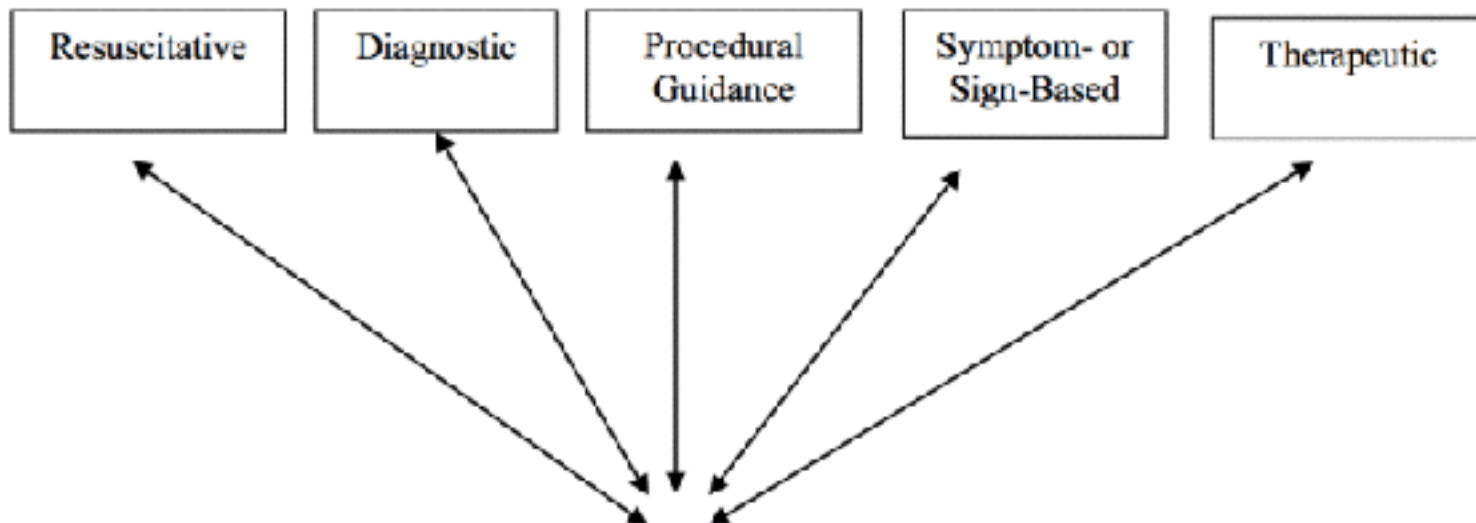 Resuscitative
Diagnostic
Procedural
Guidance
Symptom- or
Sign-Based
Therapeutic